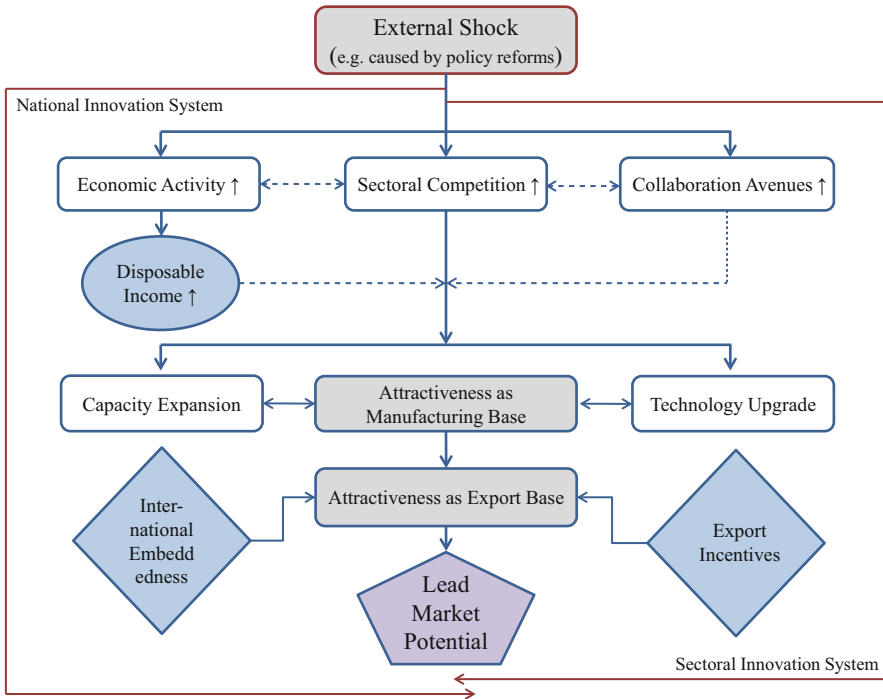 External Shock
(e.g. caused by policy reforms)
National Innovation System
Economic Activity ↑
Sectoral Competition ↑
Collaboration Avenues ↑
Disposable
Income ↑
Capacity Expansion
Attractiveness as
Manufacturing Base
Technology Upgrade
Attractiveness as Export Base
Inter-
national
Embedd
edness
Export
Incentives
Lead
Market
Potential
Sectoral Innovation System